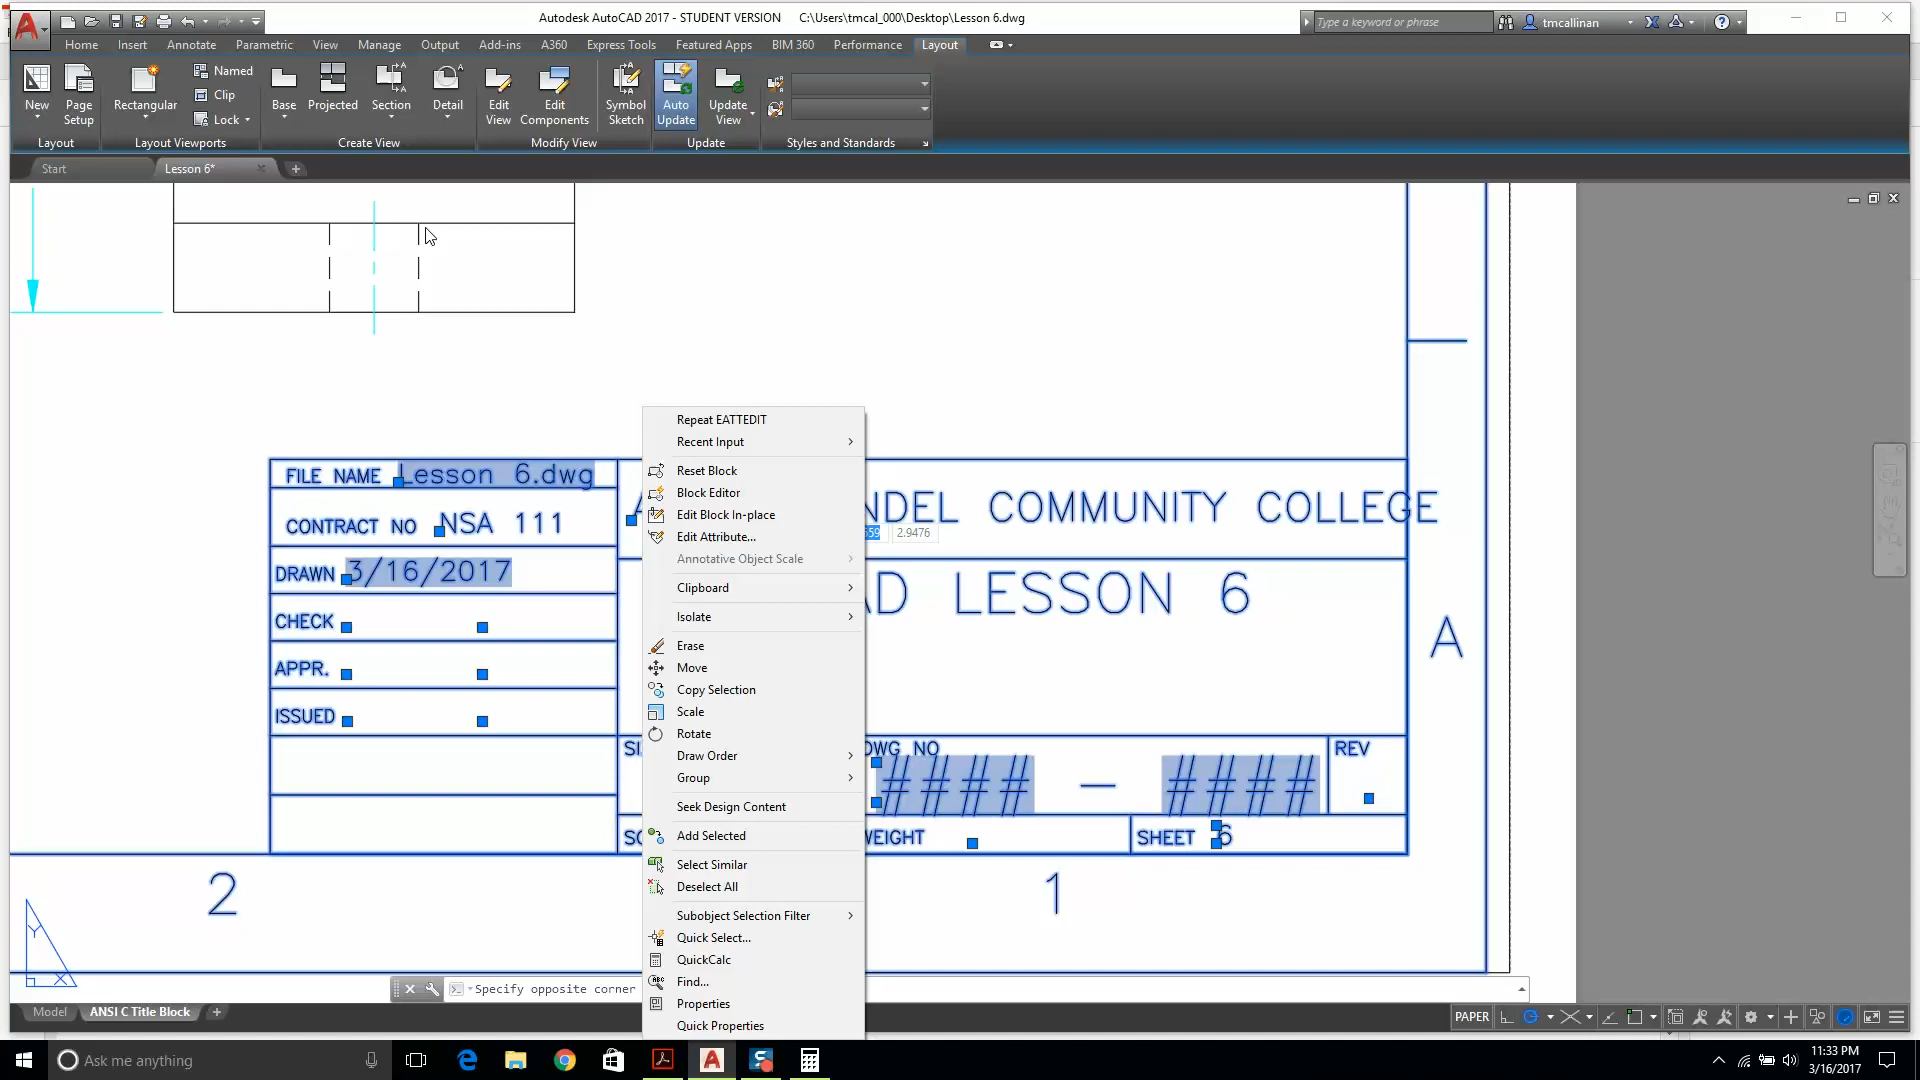 Autodesk AutoCAD 2017 - STUDENT VERSION C:\Users\tmcal_000\Desktop\Lesson 6.dwg
Type a keyword or phrase
tmcallinan
Home Insert Annotate Parametric View Manage Output Add-ins A360 Express Tools Featured Apps BIM 360 Performance Layout
New
Page Setup
Rectangular
Named
Clip
Lock
Base
Projected
Section
Detail
Edit View
Edit Components
Symbol Sketch
Auto Update
Update View
Layout Layout Viewports Create View Modify View Update Styles and Standards
Start Lesson 6*
FILE NAME Lesson 6.dwg
CONTRACT NO NSA 111
DRAWN 3/16/2017
CHECK
APPR.
ISSUED
NDEL COMMUNITY COLLEGE
2.9476
LESSON 6
A
DWG NO
REV
#### — ####
SHEET 6
2 1
Y
X
Repeat EATTEDIT
Recent Input
Reset Block
Block Editor
Edit Block In-place
Edit Attribute...
Annotative Object Scale
Clipboard
Isolate
Erase
Move
Copy Selection
Scale
Rotate
Draw Order
Group
Seek Design Content
Add Selected
Select Similar
Deselect All
Subobject Selection Filter
Quick Select...
QuickCalc
Find...
Properties
Quick Properties
Specify opposite corner
Model ANSI C Title Block
PAPER
Ask me anything
11:33 PM
3/16/2017